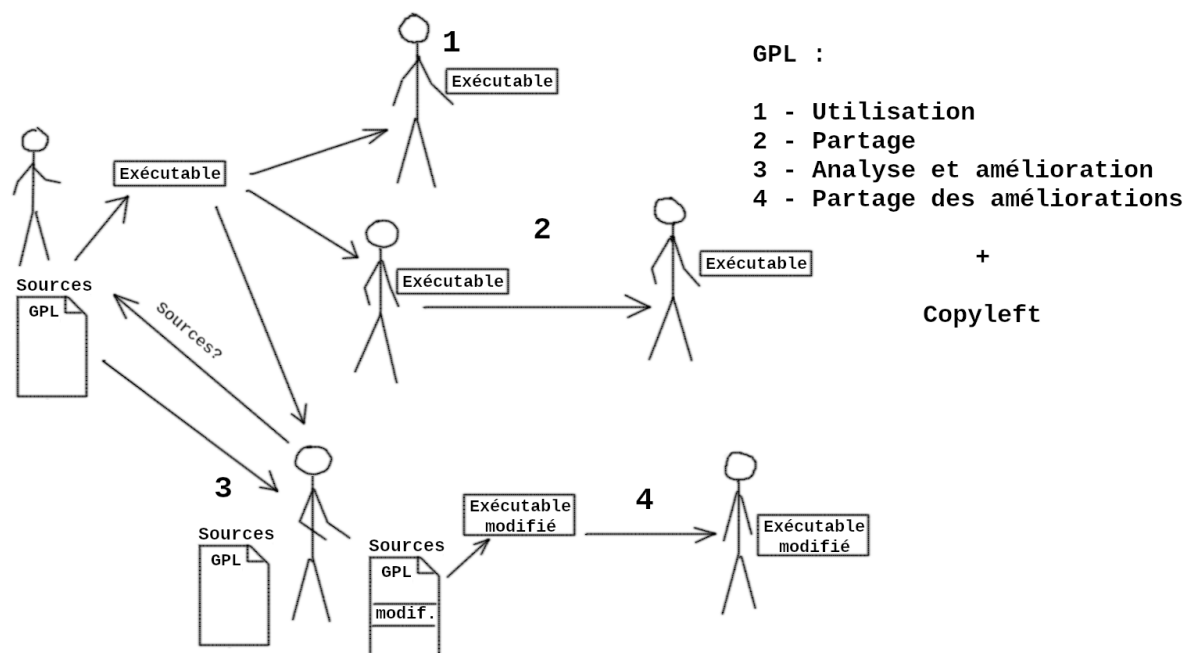 1
Exécutable
GPL :
1 - Utilisation
2 - Partage
3 - Analyse et amélioration
4 - Partage des améliorations
+
Copyleft
Exécutable
2
Exécutable
Exécutable
Sources
GPL
Sources?
3
Sources
GPL
Sources
GPL
modif.
Exécutable
modifié
4
Exécutable
modifié